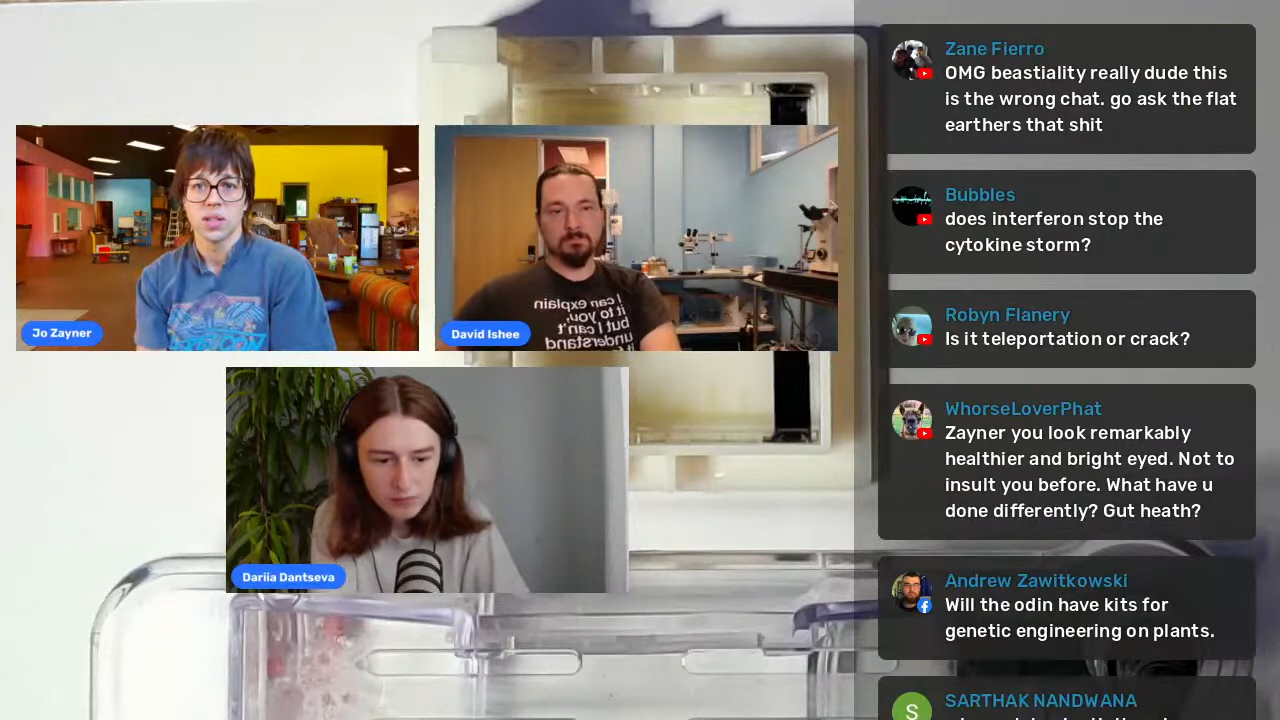 Jo Zayner
I can explain
it to you,
but I can't
understand
David Ishee
Dariia Dantseva
Zane Fierro
OMG beastiality really dude this
is the wrong chat. go ask the flat
earthers that shit
Bubbles
does interferon stop the
cytokine storm?
Robyn Flanery
Is it teleportation or crack?
WhorseLoverPhat
Zayner you look remarkably
healthier and bright eyed. Not to
insult you before. What have u
done differently? Gut heath?
Andrew Zawitkowski
Will the odin have kits for
genetic engineering on plants.
S
SARTHAK NANDWANA